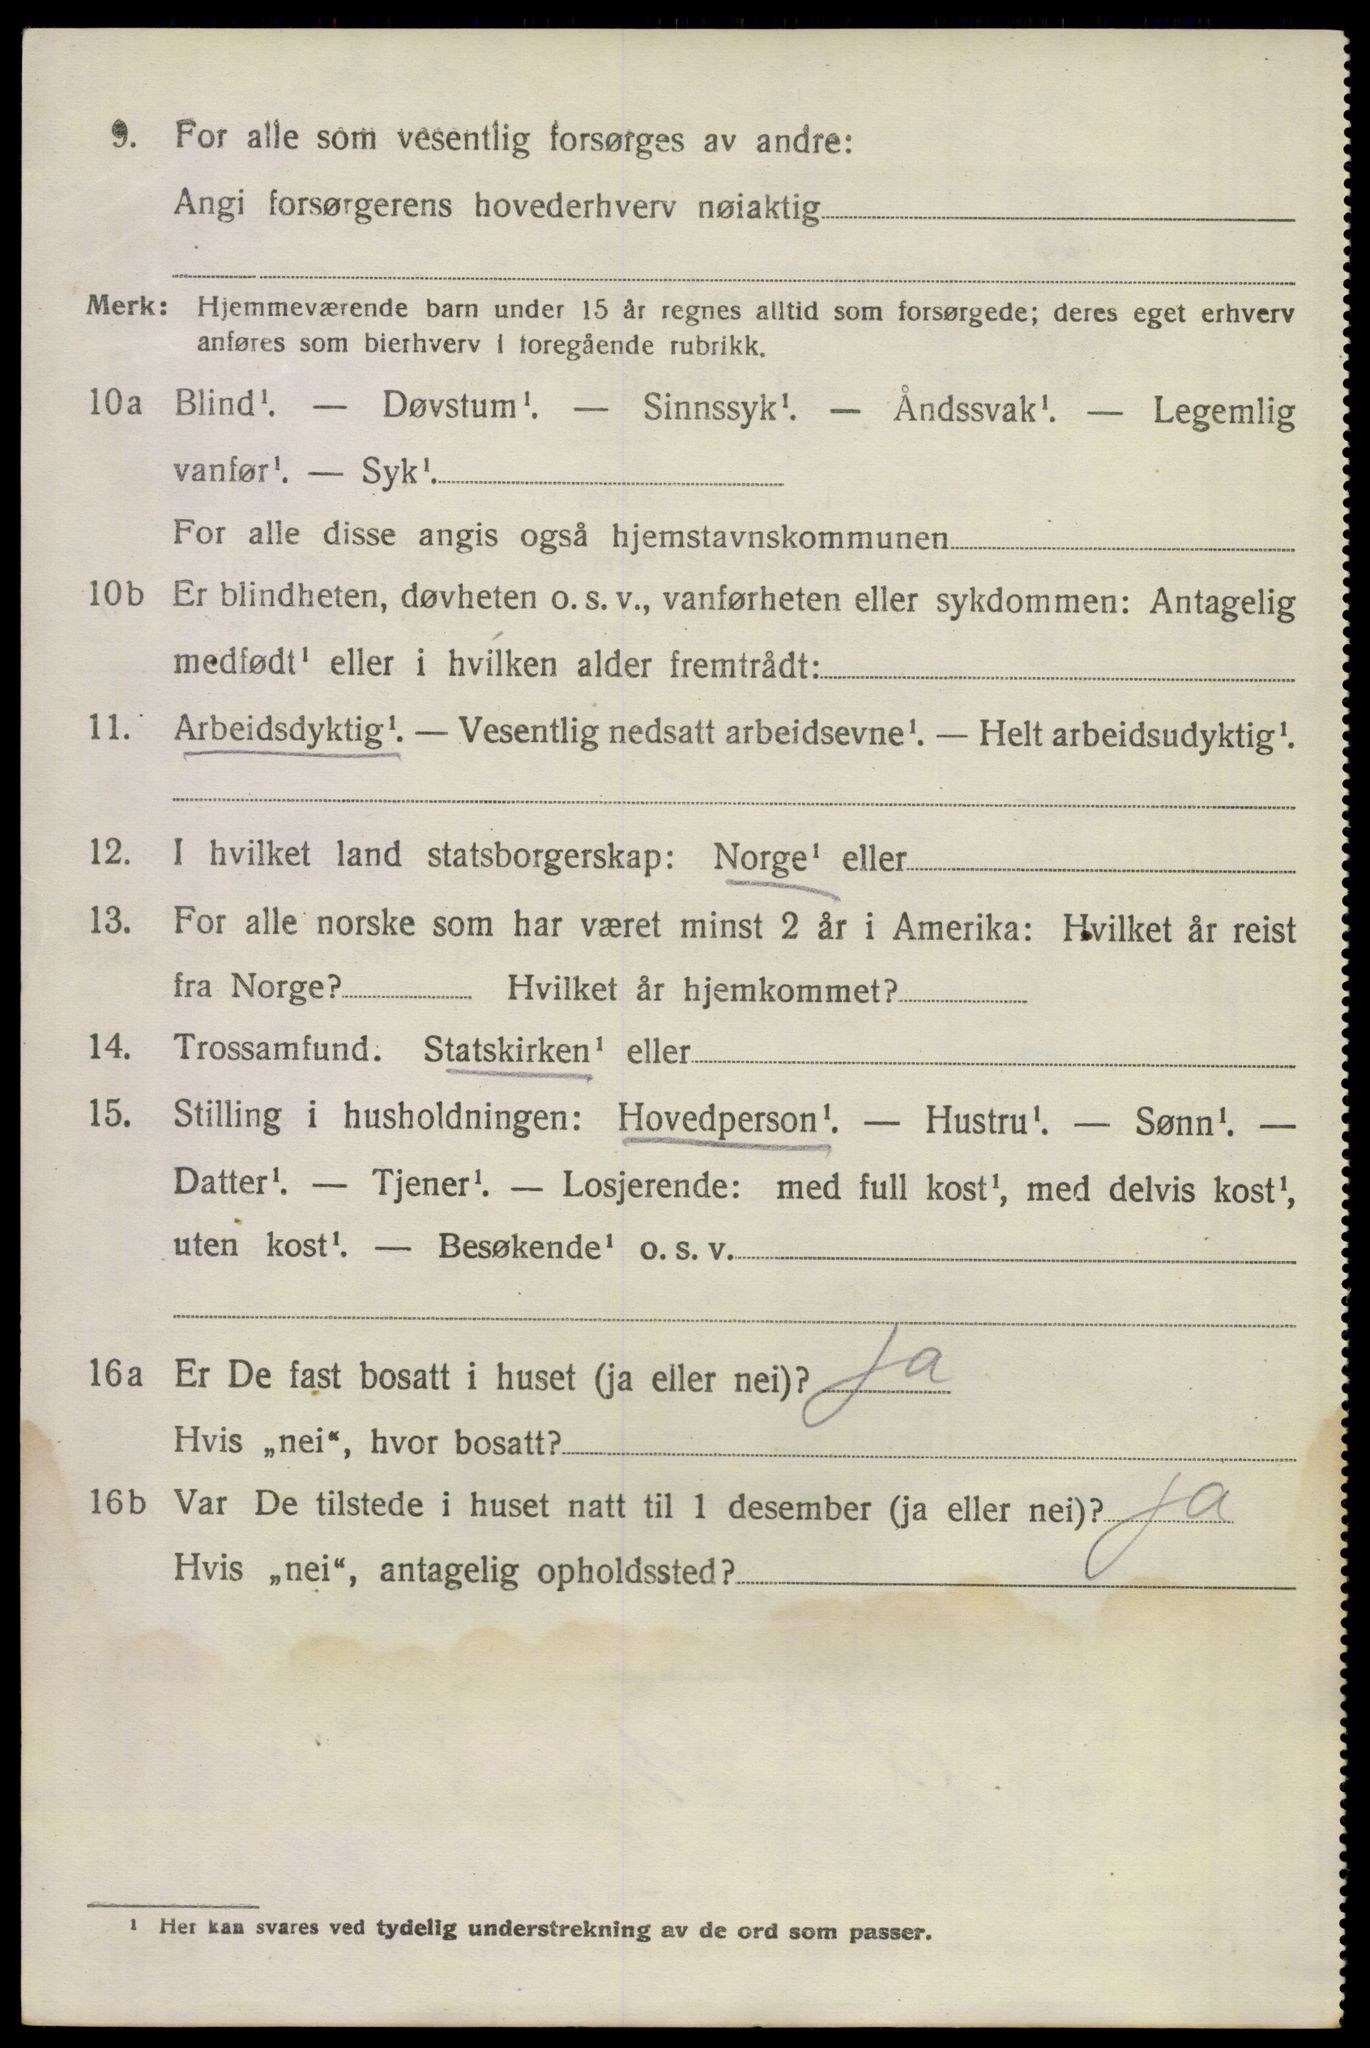 9. For alle som vesentlig forsørges av andre:
Angi forsørgerens hovederhverv nøiaktig
Merk: Hjemmeværende barn under 15 år regnes alltid som forsørgede; deres eget erhverv
anføres som bierhverv i foregående rubrikk.
10a Blind¹. — Døvstum¹. — Sinnssyk¹. — Åndssvak¹. — Legemlig
vanfør¹. — Syk¹.
For alle disse angis også hjemstavnskommunen
10b Er blindheten, døvheten o. s. v., vanførheten eller sykdommen: Antagelig
medfødt¹ eller i hvilken alder fremtrådt:
11. Arbeidsdyktig¹. — Vesentlig nedsatt arbeidsevne¹. — Helt arbeidsudyktig¹.
12. I hvilket land statsborgerskap: Norge¹ eller
13. For alle norske som har været minst 2 år i Amerika: Hvilket år reist
fra Norge? Hvilket år hjemkommet?
14. Trossamfund. Statskirken¹ eller
15. Stilling i husholdningen: Hovedperson¹. — Hustru¹. — Sønn¹. —
Datter¹. — Tjener¹. — Losjerende: med full kost¹, med delvis kost¹,
uten kost¹. — Besøkende¹ o. s. v.
16a Er De fast bosatt i huset (ja eller nei)? ja
Hvis „nei“, hvor bosatt?
16b Var De tilstede i huset natt til 1 desember (ja eller nei)? ja
Hvis „nei“, antagelig opholdssted?
¹ Her kan svares ved tydelig understrekning av de ord som passer.